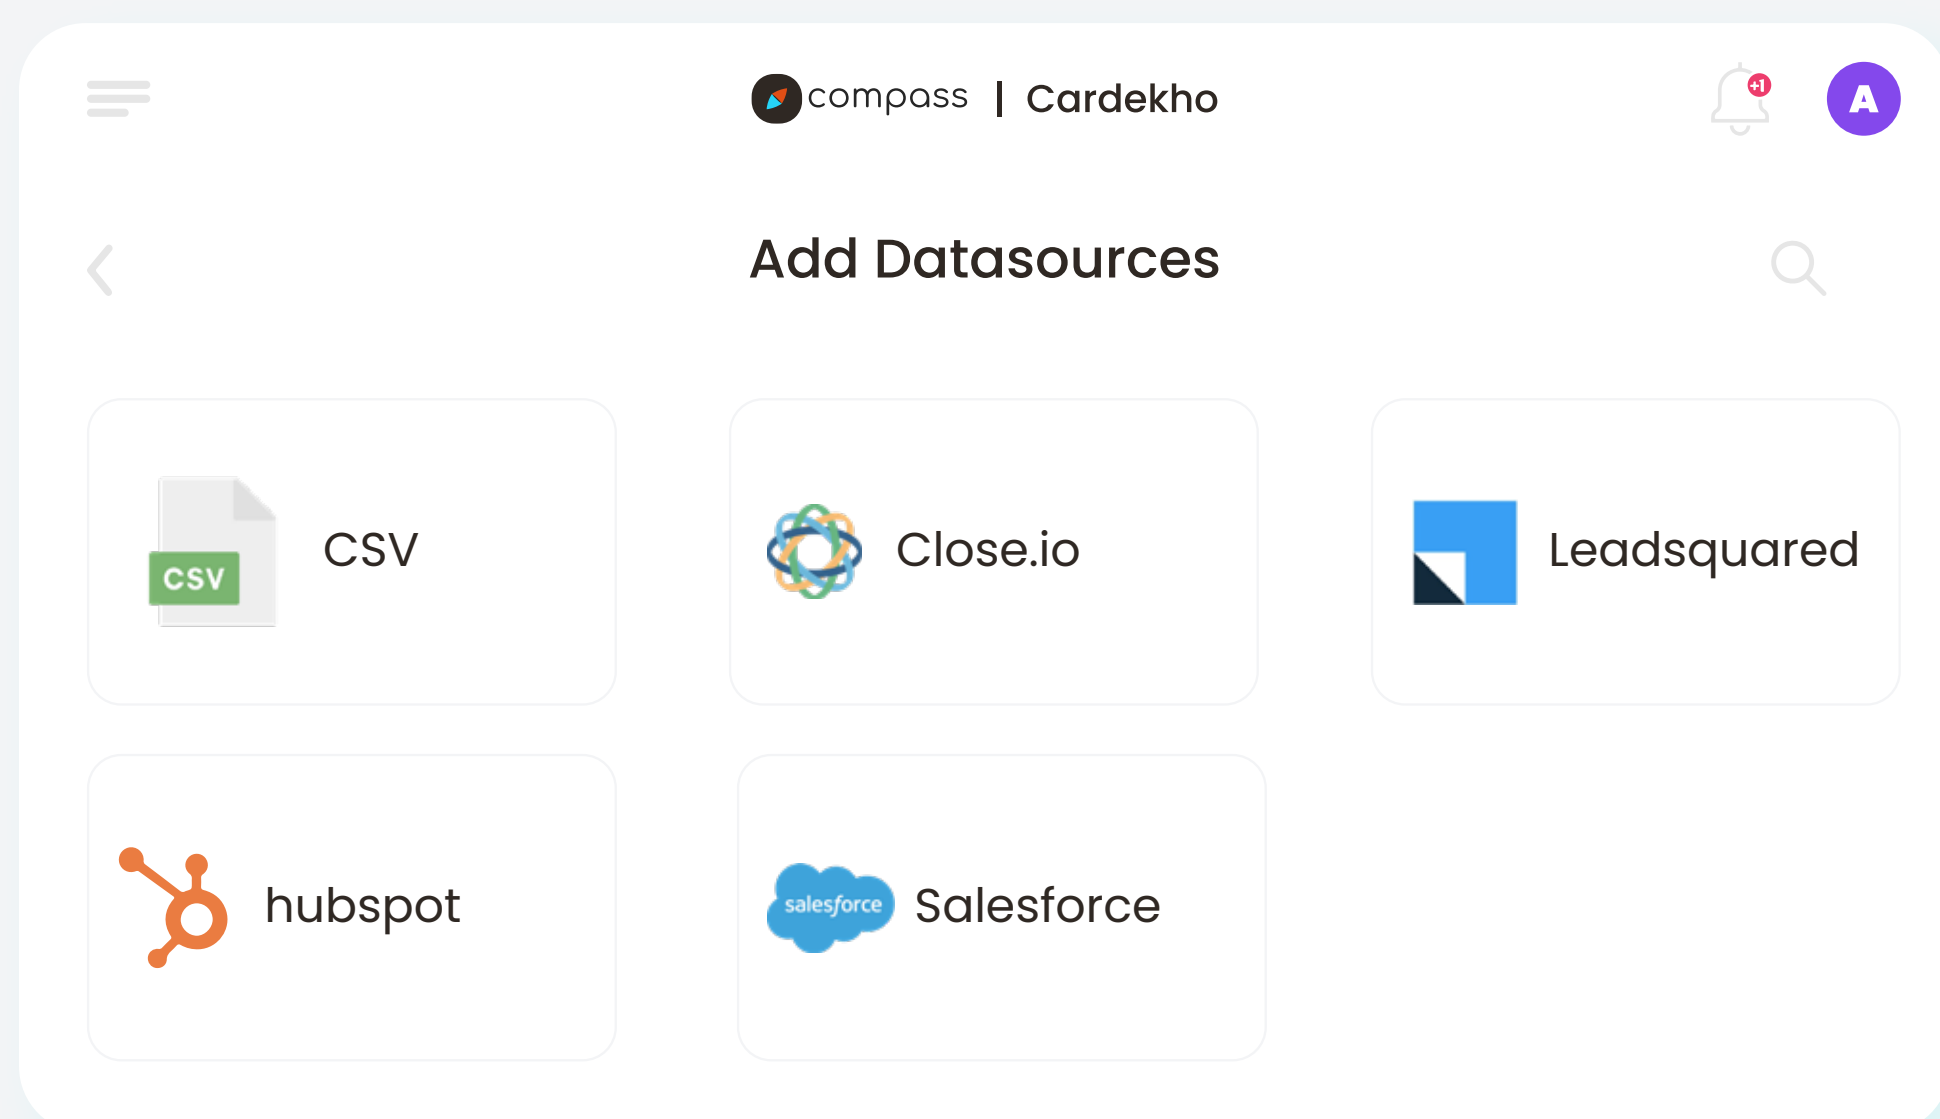 compass | Cardekho
+1
A
Add Datasources
CSV
CSV
Close.io
Leadsquared
hubspot
salesforce
Salesforce